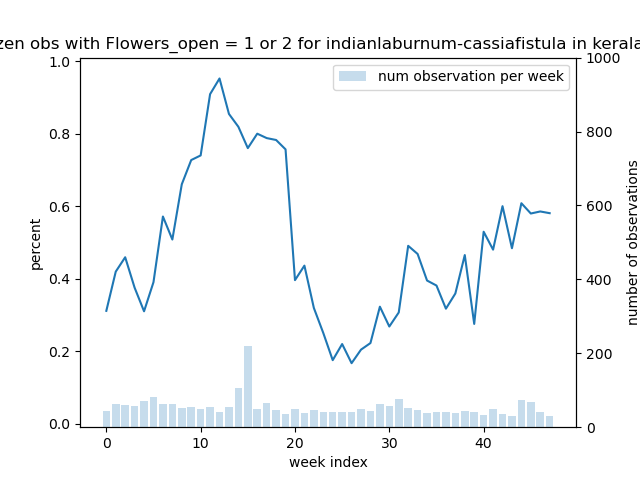 zen obs with Flowers_open = 1 or 2 for indianlaburnum-cassiafistula in kerala
num observation per week
1.0
0.8
0.6
0.4
0.2
0.0
percent
1000
800
600
400
200
0
number of observations
0 10 20 30 40
week index